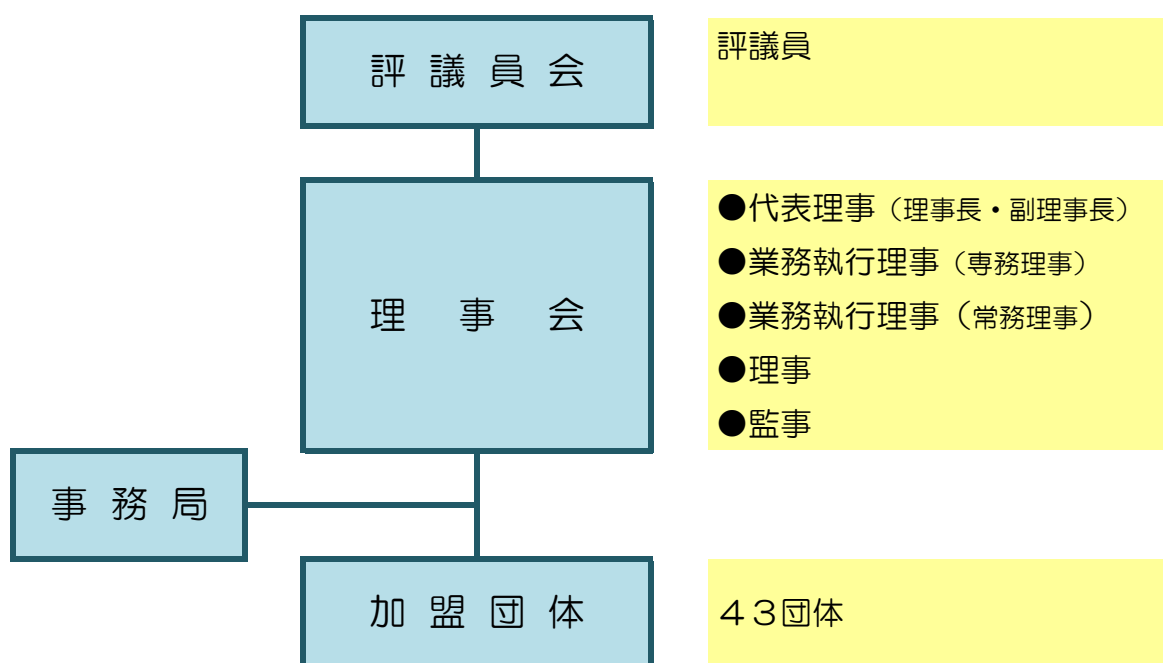 評議員会
評議員
理事会
●代表理事（理事長・副理事長）
●業務執行理事（専務理事）
●業務執行理事（常務理事）
●理事
●監事
事務局
加盟団体
４３団体